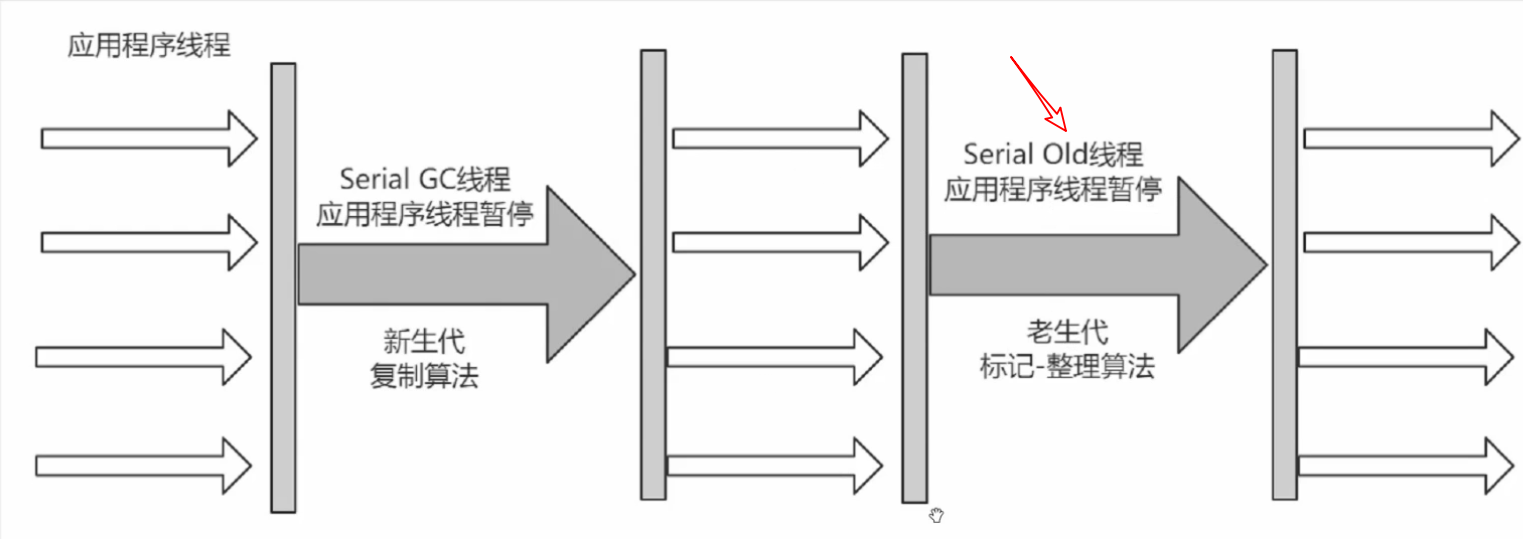 应用程序线程
Serial GC线程
应用程序线程暂停
新生代
复制算法
Serial Old线程
应用程序线程暂停
老生代
标记-整理算法